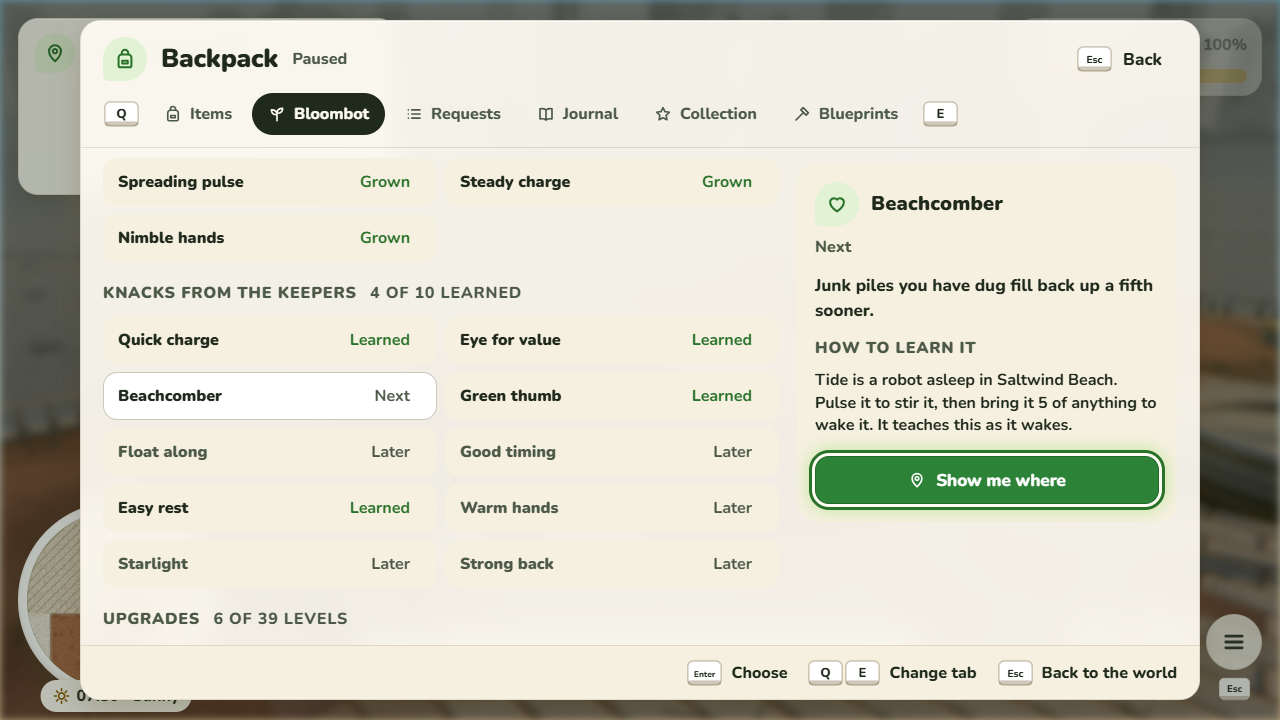 Backpack Paused
Esc Back
100%
Q Items Bloombot Requests Journal Collection Blueprints E
Spreading pulse Grown
Steady charge Grown
Nimble hands Grown
KNACKS FROM THE KEEPERS 4 OF 10 LEARNED
Quick charge Learned
Eye for value Learned
Beachcomber Next
Green thumb Learned
Float along Later
Good timing Later
Easy rest Learned
Warm hands Later
Starlight Later
Strong back Later
UPGRADES 6 OF 39 LEVELS
Beachcomber
Next
Junk piles you have dug fill back up a fifth
sooner.
HOW TO LEARN IT
Tide is a robot asleep in Saltwind Beach.
Pulse it to stir it, then bring it 5 of anything to
wake it. It teaches this as it wakes.
Show me where
Enter Choose Q E Change tab Esc Back to the world
Esc